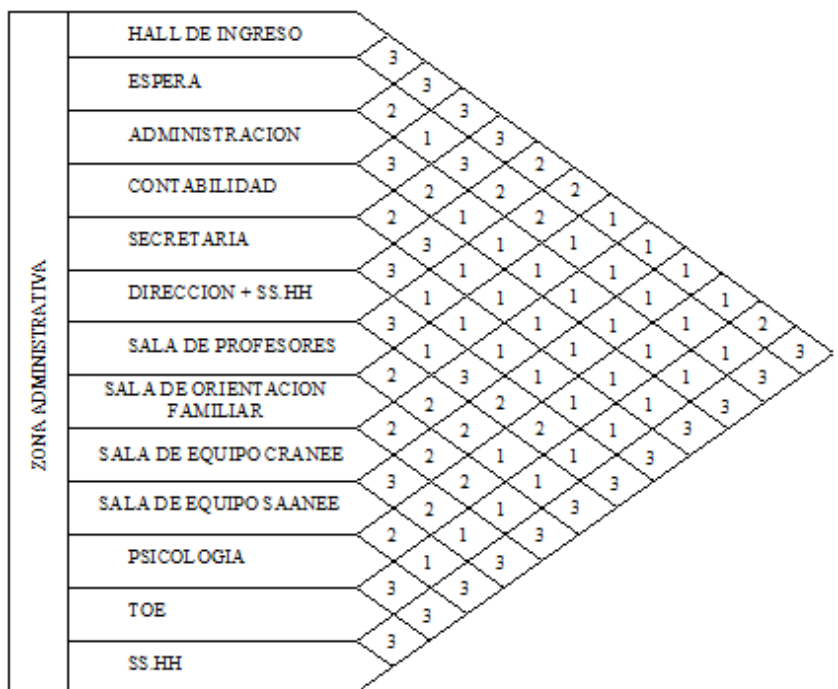 ZONA ADMINISTRATIVA
HALL DE INGRESO
3
ESPERA 3
2 3
ADMINISTRACION 1 3
3 3 2
CONTABILIDAD 2 2 2
2 1 2 1
SECRETARIA 3 1 1 1
3 1 1 1 1
DIRECCION + SS.HH 1 1 1 1 1
3 1 1 1 1 2
SALA DE PROFESORES 1 1 1 1 1 3
2 3 1 1 1 3
SALA DE ORIENTACION
FAMILIAR 2 2 1 1 3
2 2 2 1 3
SALA DE EQUIPO CRANEE 2 1 1 3
3 2 1 3
SALA DE EQUIPO SAANEE 2 1 3
2 1 3
PSICOLOGIA 1 3
3 3
TOE 3
3
SS.HH